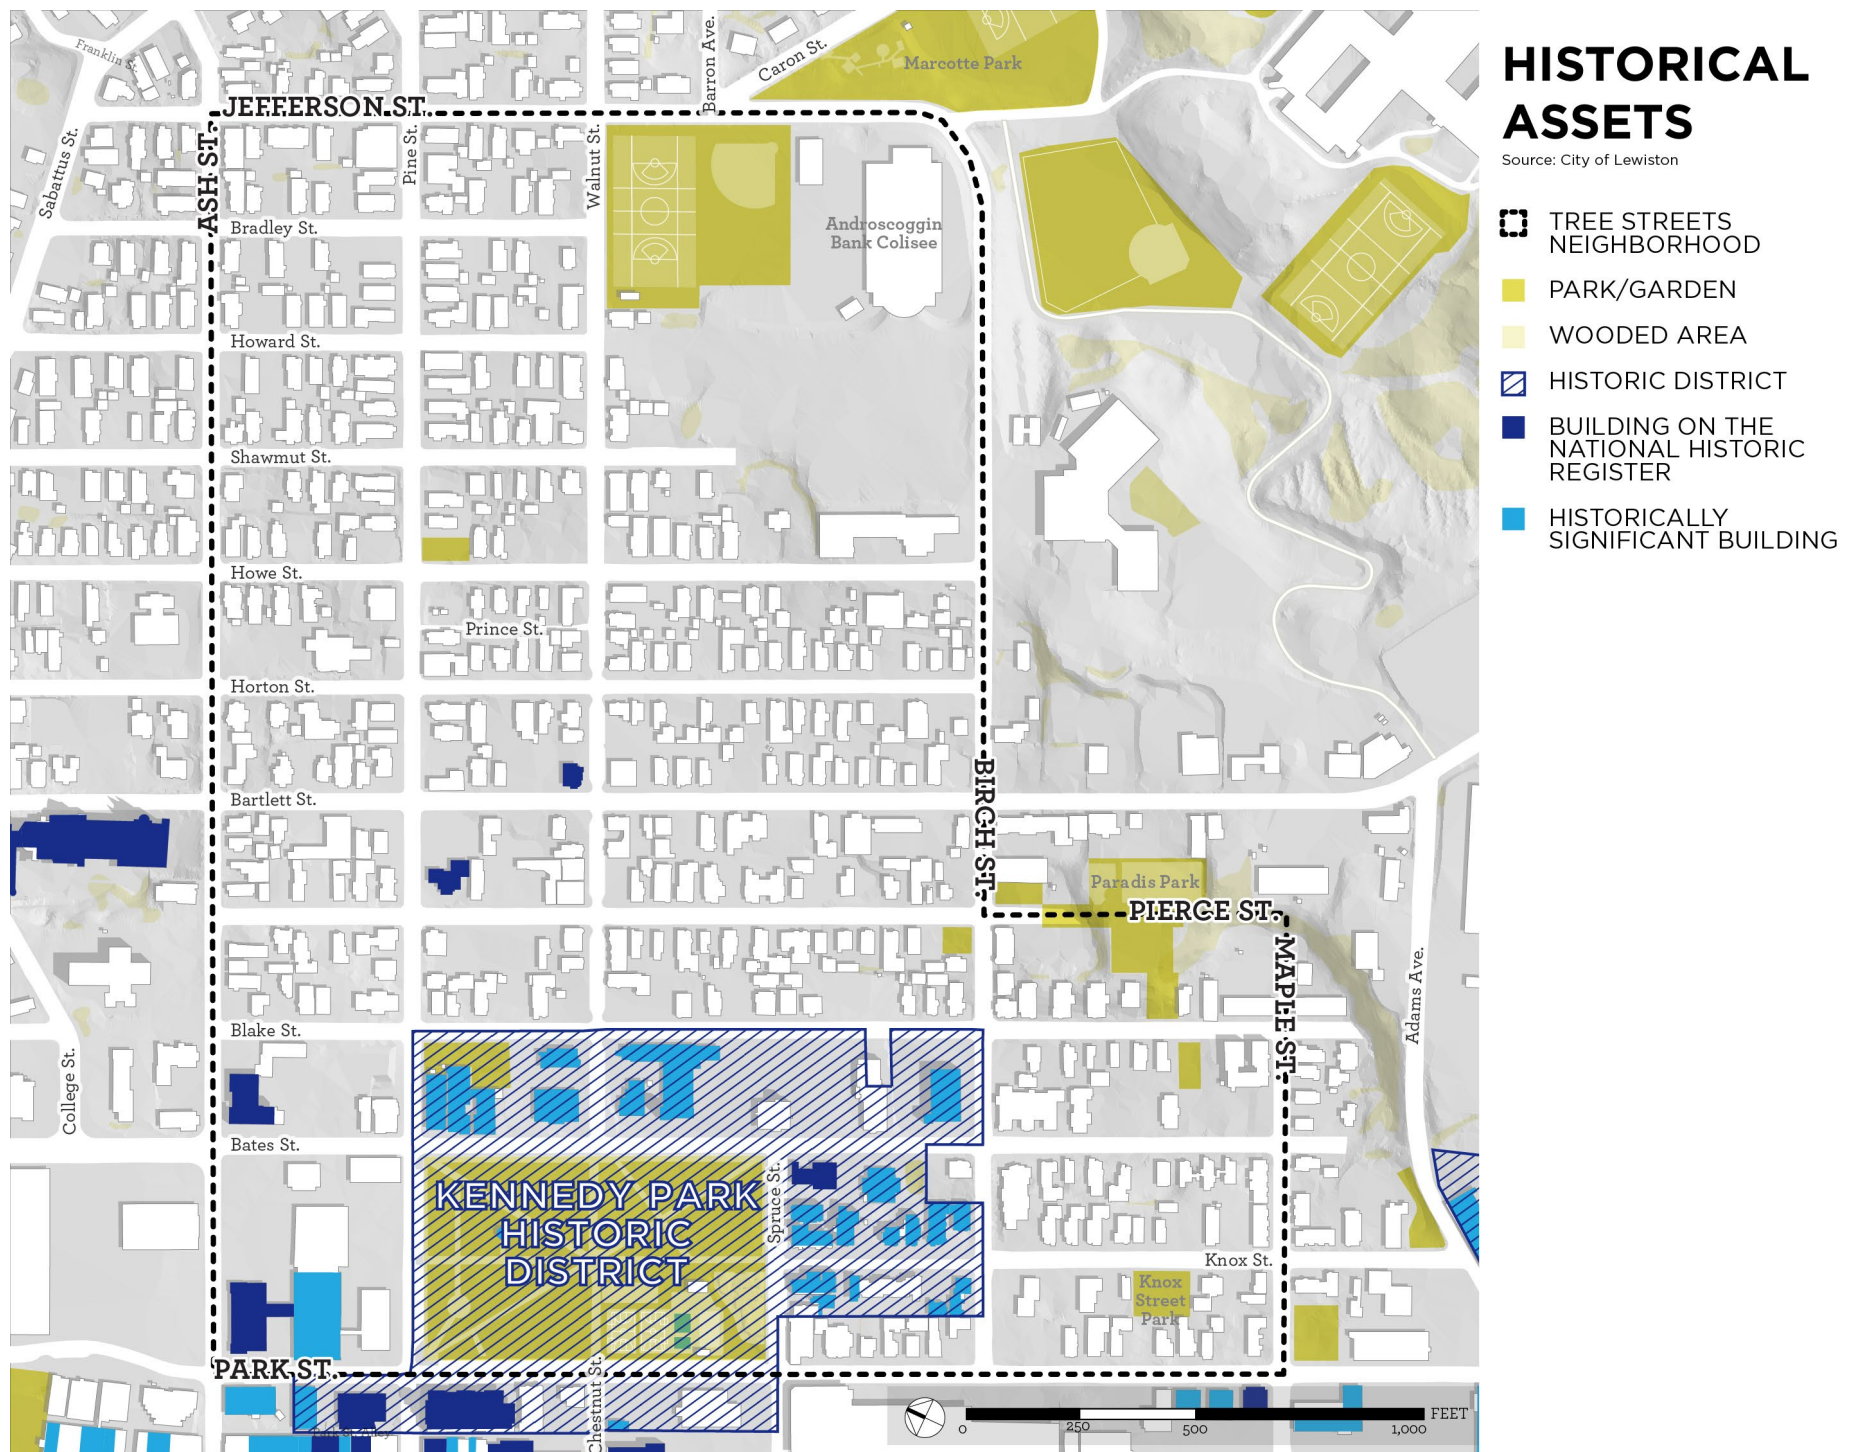 HISTORICAL
ASSETS
Source: City of Lewiston
TREE STREETS
NEIGHBORHOOD
PARK/GARDEN
WOODED AREA
HISTORIC DISTRICT
BUILDING ON THE
NATIONAL HISTORIC
REGISTER
HISTORICALLY
SIGNIFICANT BUILDING
Franklin St.
Sabattus St.
JEFFERSON ST.
ASH ST.
Pine St.
Walnut St.
Barron Ave.
Caron St.
Marcotte Park
Androscoggin
Bank Colisee
Bradley St.
Howard St.
Shawmut St.
Howe St.
Prince St.
Horton St.
Bartlett St.
BIRCH ST.
Paradis Park
PIERCE ST.
MAPLE ST.
Adams Ave.
Blake St.
College St.
Bates St.
KENNEDY PARK
HISTORIC
DISTRICT
Spruce St.
Knox St.
Knox
Street
Park
PARK ST.
Chestnut St.
Park St. Alley
0
250
500
1,000
FEET